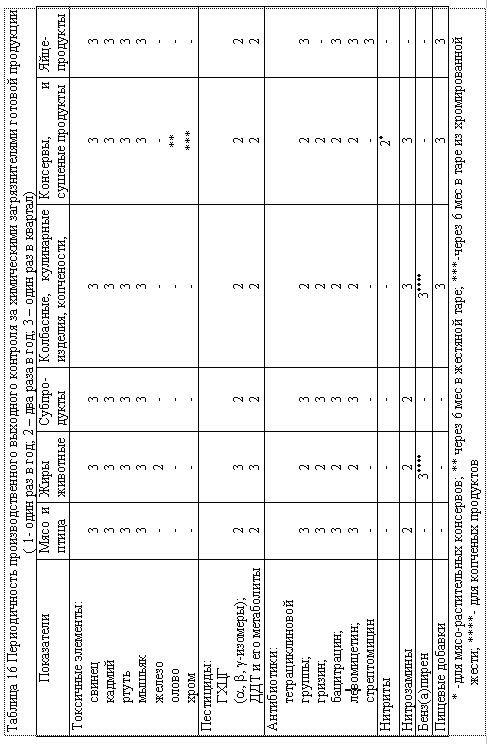 Таблица 16 Периодичность производственного выходного контроля за химическими загрязнителями готовой продукции
( 1- один раз в год; 2 – два раза в год; 3 – один раз в квартал)
Показатели Мясо и птица Жиры животные Субпро-дукты Колбасные, кулинарные изделия, копчености, Консервы, и сушеные продукты Яйце-продукты
Токсичные элементы:
свинец 3 3 3 3 3 3
кадмий 3 3 3 3 3 3
ртуть 3 3 3 3 3 3
мышьяк 3 3 3 3 3 3
железо - 2 - - - -
олово - - - - ** -
хром - - - - *** -
Пестициды:
ГХЦГ
(α, β, γ-изомеры); 2 3 2 2 2 2
ДДТ и его метаболиты 2 3 2 2 2 2
Антибиотики:
тетрациклиновой
группы; 3 2 3 2 2 3
гризин; 3 2 3 2 2 -
бацитрацин; 3 3 3 2 2 3
левомицетин; 2 2 3 2 2 3
стрептомицин - - - - - 3
Нитриты - - - - 2* -
Нитрозамины 2 2 2 3 3 -
Бенз(а)пирен - 3**** - 3**** - -
Пищевые добавки - - - 3 3 3
* -для мясо-растительных консервов; ** через 6 мес в жестяной таре; ***-через 6 мес в таре из хромированной
жести, ****- для копченых продуктов